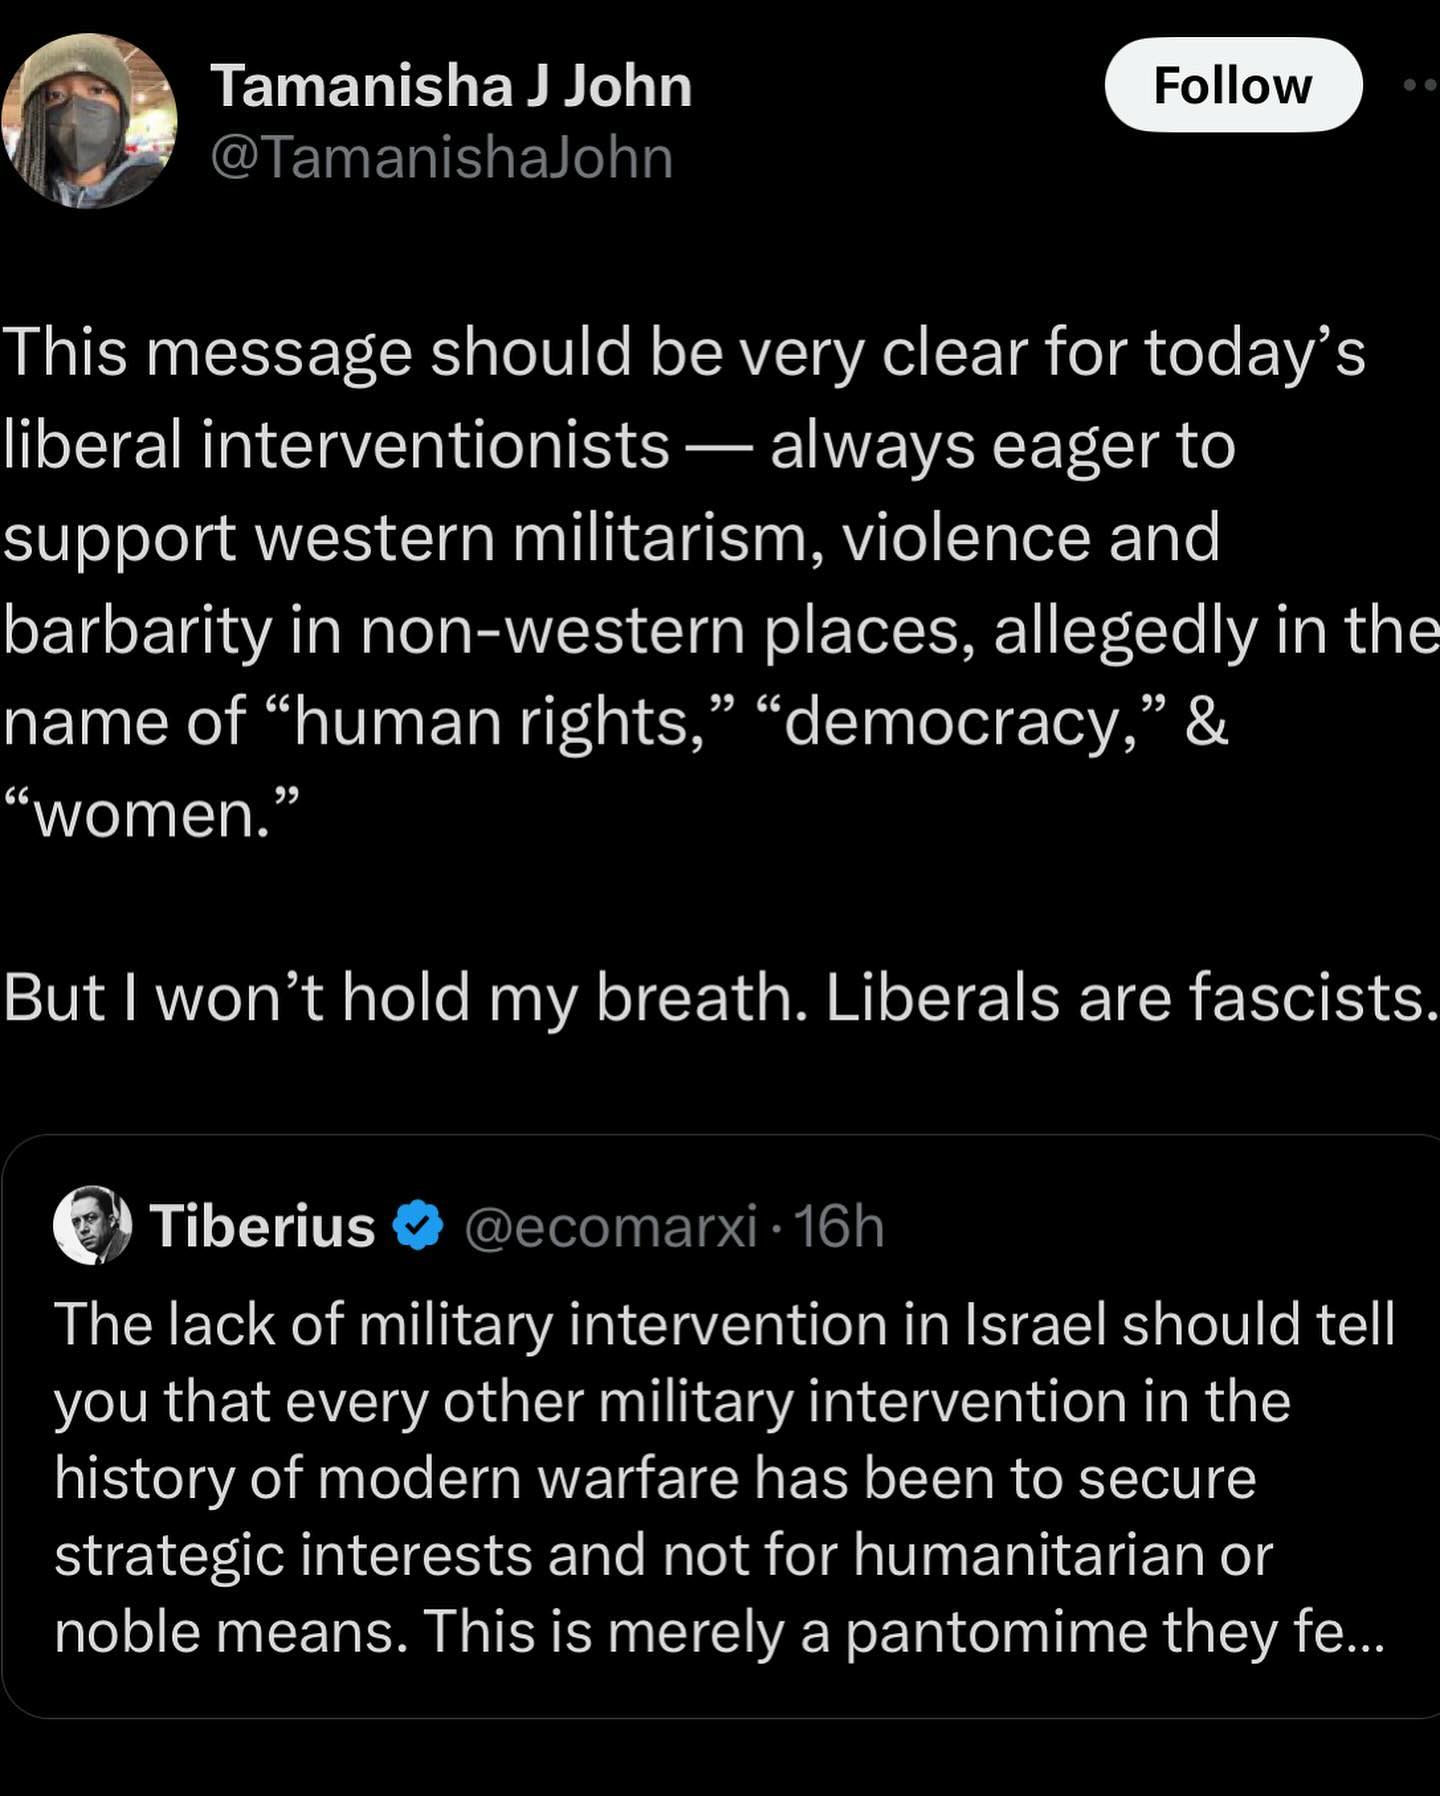 Tamanisha J John
Follow
@TamanishaJohn
This message should be very clear for today’s
liberal interventionists — always eager to
support western militarism, violence and
barbarity in non-western places, allegedly in the
name of “human rights,” “democracy,” &
“women.”
But I won’t hold my breath. Liberals are fascists.
Tiberius @ecomarxi · 16h
The lack of military intervention in Israel should tell
you that every other military intervention in the
history of modern warfare has been to secure
strategic interests and not for humanitarian or
noble means. This is merely a pantomime they fe...